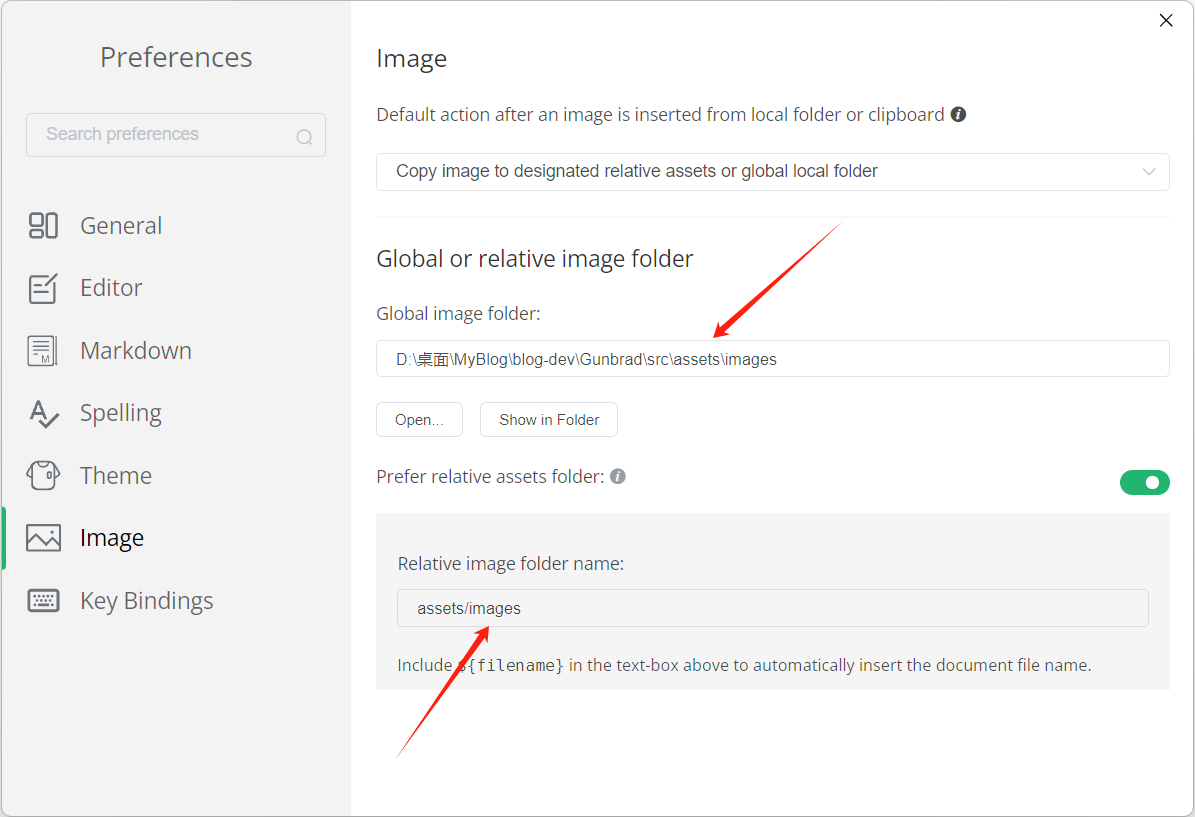 Preferences
Search preferences
General
Editor
Markdown
Spelling
Theme
Image
Key Bindings
Image
Default action after an image is inserted from local folder or clipboard
Copy image to designated relative assets or global local folder
Global or relative image folder
Global image folder:
D:\桌面\MyBlog\blog-dev\Gunbrad\src\assets\images
Open...
Show in Folder
Prefer relative assets folder:
Relative image folder name:
assets/images
Include ${filename} in the text-box above to automatically insert the document file name.